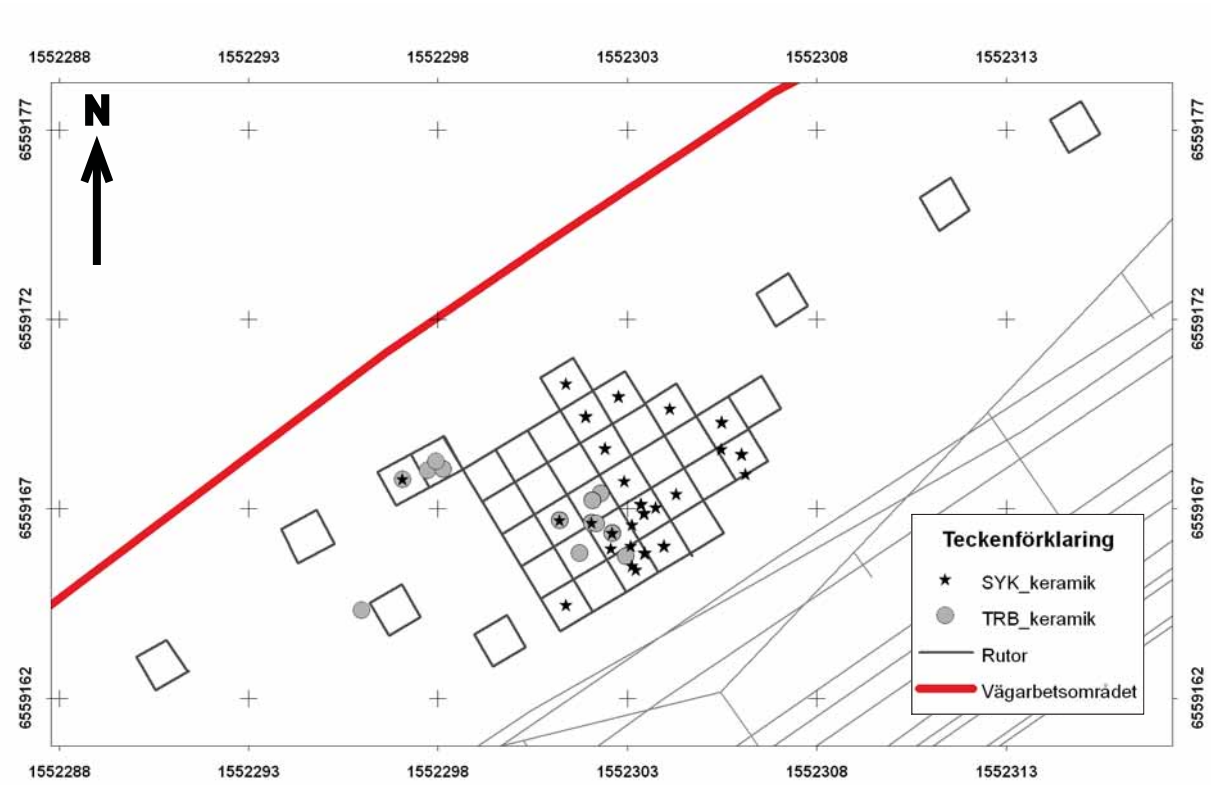 1552288 1552293 1552298 1552303 1552308 1552313
N
6559177 6559177
6559172 6559172
6559167 6559167
Teckenförklaring
SYK_keramik
TRB_keramik
Rutor
Vägarbetsområdet
6559162 6559162
1552288 1552293 1552298 1552303 1552308 1552313